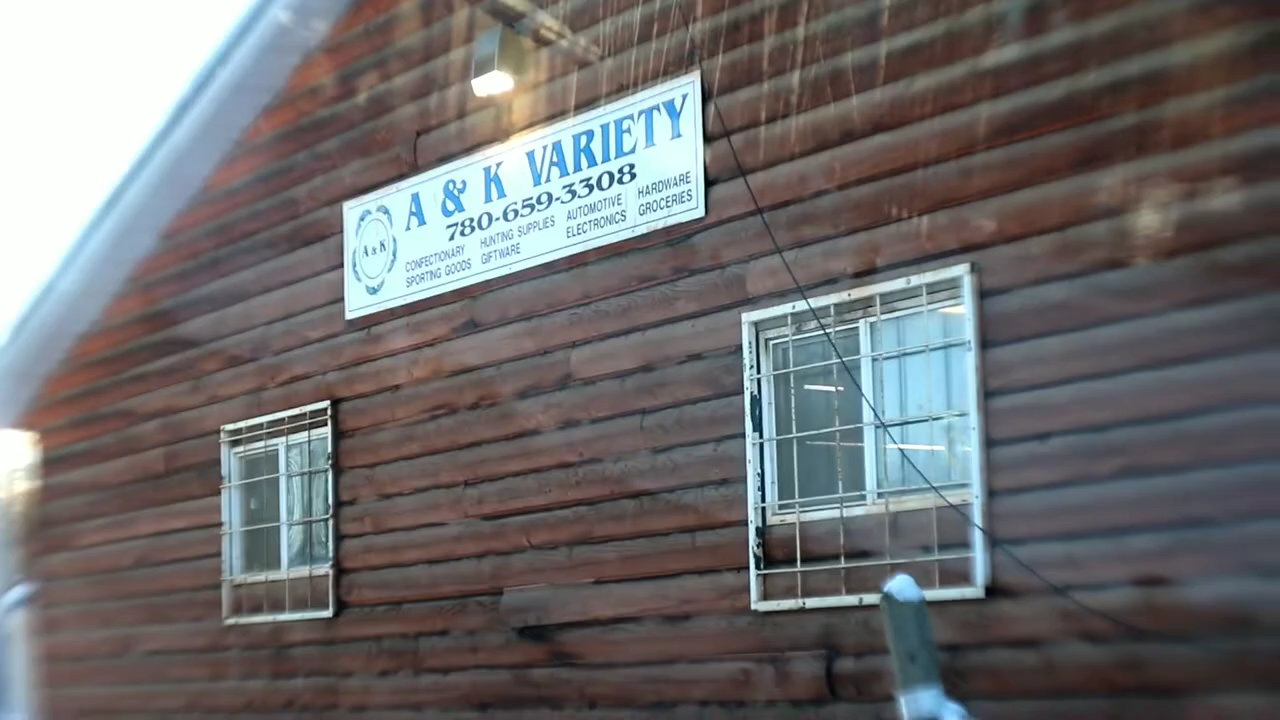 A & K VARIETY
780-659-3308
A & K
CONFECTIONARY
SPORTING GOODS
HUNTING SUPPLIES
GIFTWARE
AUTOMOTIVE
ELECTRONICS
HARDWARE
GROCERIES